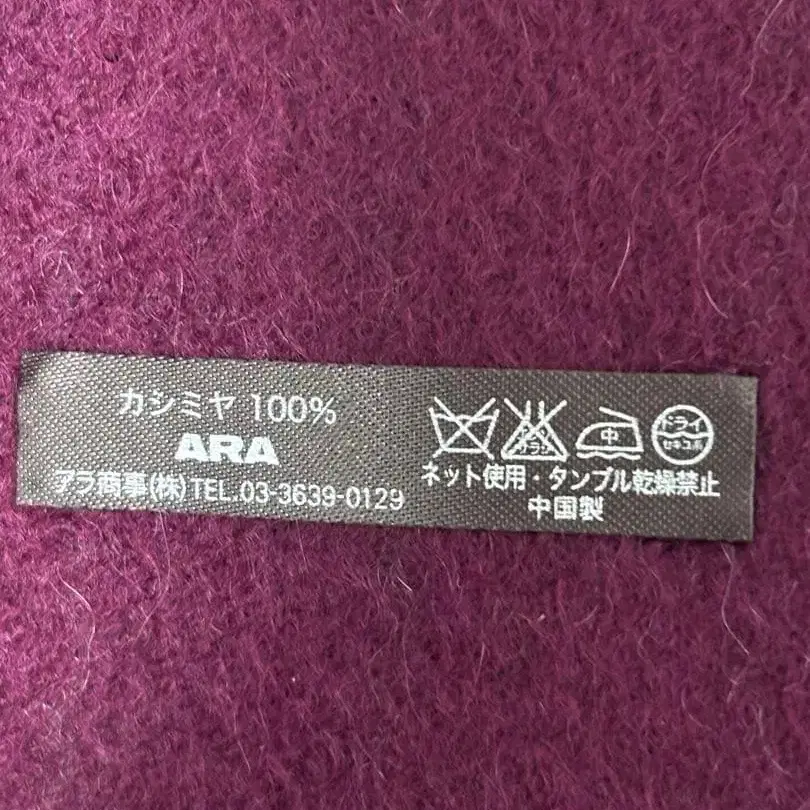 カシミヤ 100%
ARA
アラ商事(株)TEL.03-3639-0129
中
ドライ
セキユ系
ネット使用・タンブル乾燥禁止
中国製